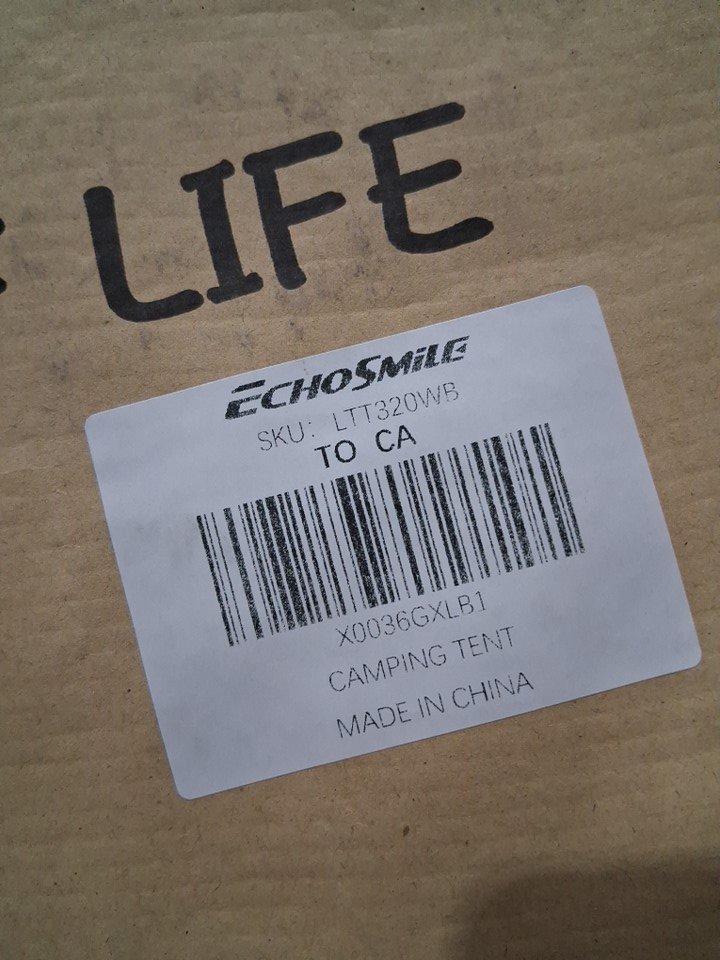 LIFE
ECHOSMiLE
SKU: LTT320WB
TO CA
X0036GXLB1
CAMPING TENT
MADE IN CHINA